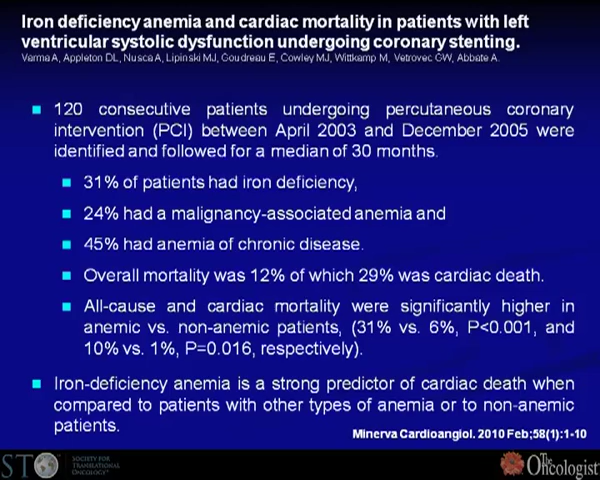 Iron deficiency anemia and cardiac mortality in patients with left
ventricular systolic dysfunction undergoing coronary stenting.
Varma A, Appleton DL, Nusca A, Lipinski MJ, Goudreau E, Cowley MJ, Wittkamp M, Vetrovec GW, Abbate A.
120 consecutive patients undergoing percutaneous coronary
intervention (PCI) between April 2003 and December 2005 were
identified and followed for a median of 30 months.
31% of patients had iron deficiency,
24% had a malignancy-associated anemia and
45% had anemia of chronic disease.
Overall mortality was 12% of which 29% was cardiac death.
All-cause and cardiac mortality were significantly higher in
anemic vs. non-anemic patients, (31% vs. 6%, P<0.001, and
10% vs. 1%, P=0.016, respectively).
Iron-deficiency anemia is a strong predictor of cardiac death when
compared to patients with other types of anemia or to non-anemic
patients.
Minerva Cardioangiol. 2010 Feb;58(1):1-10
STO
SOCIETY FOR
TRANSLATIONAL
ONCOLOGY
The
Oncologist